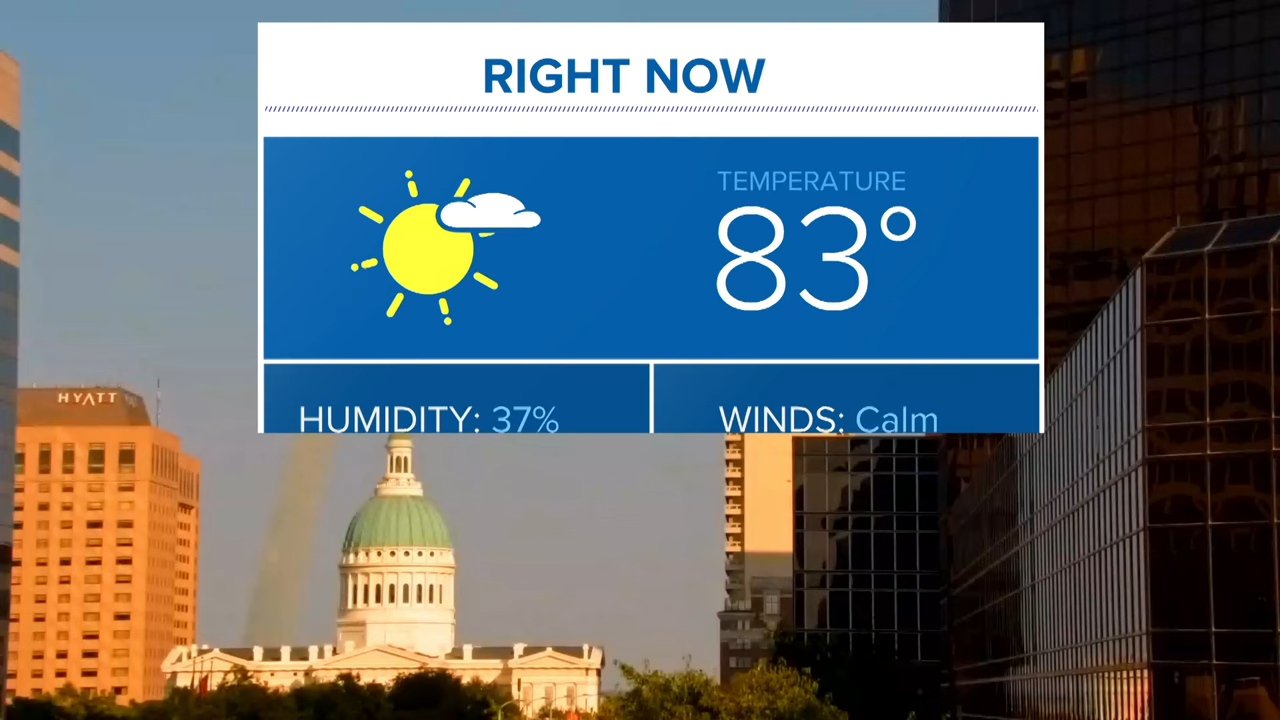 RIGHT NOW
TEMPERATURE
83°
HUMIDITY: 37%
WINDS: Calm
HYATT